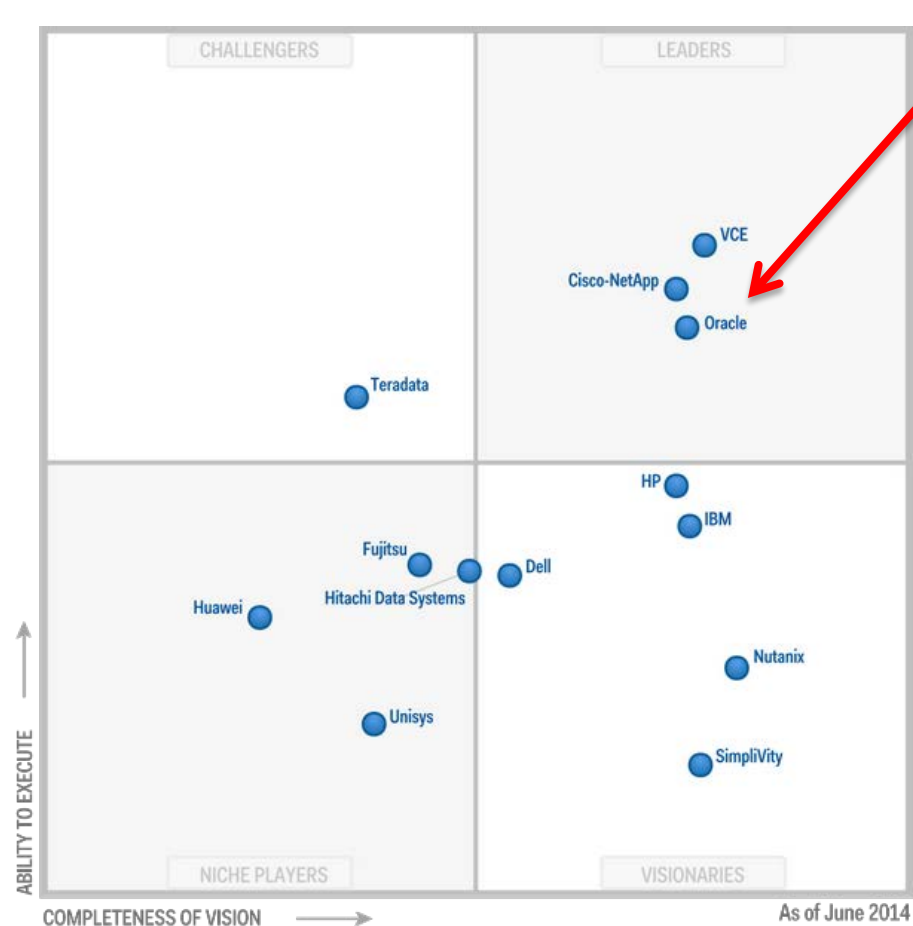 CHALLENGERS
LEADERS
VCE
Cisco-NetApp
Oracle
Teradata
HP
IBM
Fujitsu
Dell
Hitachi Data Systems
Huawei
Nutanix
Unisys
SimpliVity
ABILITY TO EXECUTE
NICHE PLAYERS
VISIONARIES
COMPLETENESS OF VISION
As of June 2014